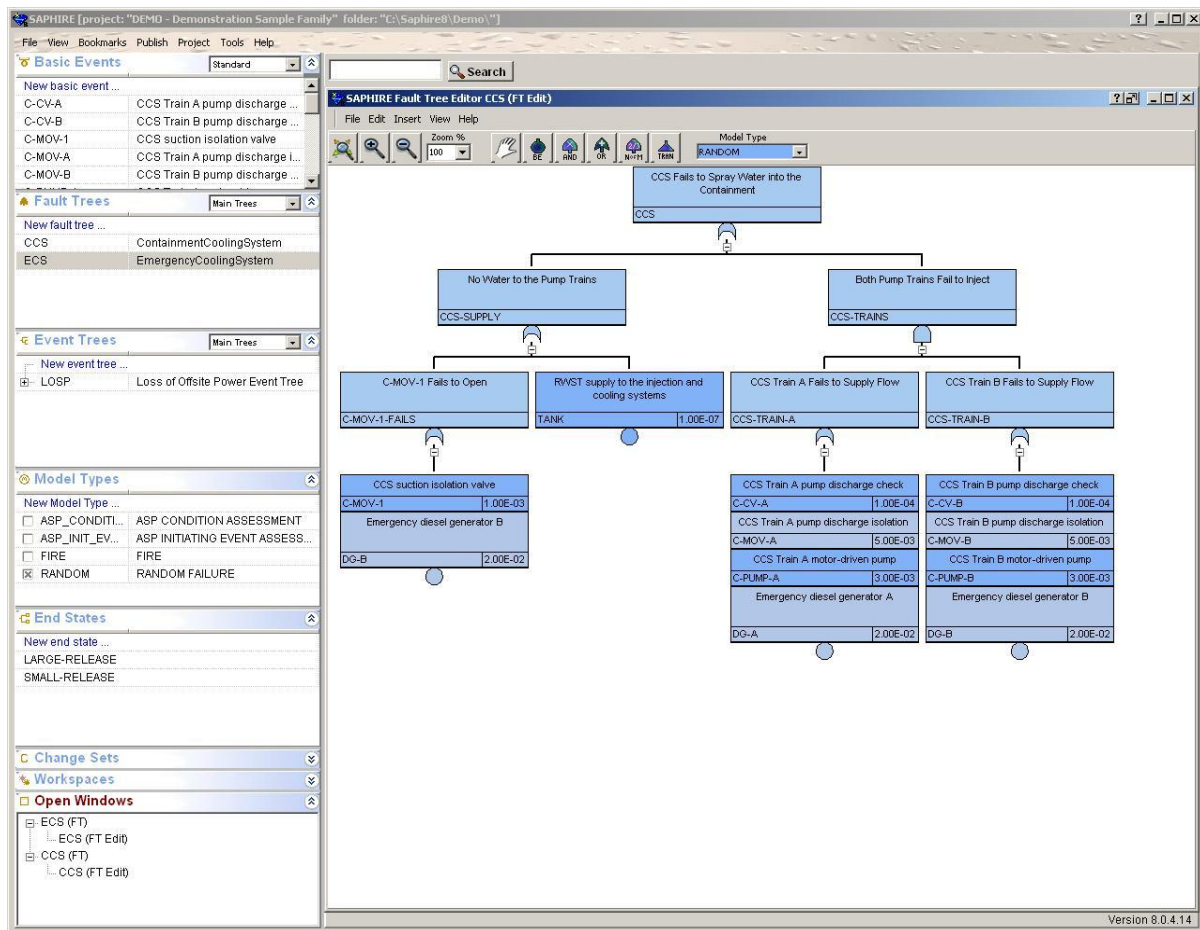 SAPHIRE [project: "DEMO - Demonstration Sample Family" folder: "C:\Saphire8\Demo\"]
File View Bookmarks Publish Project Tools Help
Basic Events Standard
New basic event ...
C-CV-A CCS Train A pump discharge ...
C-CV-B CCS Train B pump discharge ...
C-MOV-1 CCS suction isolation valve
C-MOV-A CCS Train A pump discharge i...
C-MOV-B CCS Train B pump discharge ...
Fault Trees Main Trees
New fault tree ...
CCS ContainmentCoolingSystem
ECS EmergencyCoolingSystem
Event Trees Main Trees
New event tree ...
LOSP Loss of Offsite Power Event Tree
Model Types
New Model Type ...
ASP_CONDITI... ASP CONDITION ASSESSMENT
ASP_INIT_EV... ASP INITIATING EVENT ASSESS...
FIRE FIRE
RANDOM RANDOM FAILURE
End States
New end state ...
LARGE-RELEASE
SMALL-RELEASE
Change Sets
Workspaces
Open Windows
ECS (FT)
ECS (FT Edit)
CCS (FT)
CCS (FT Edit)
Search
SAPHIRE Fault Tree Editor CCS (FT Edit)
File Edit Insert View Help
Zoom %
100
BE AND OR N/M TRAN
Model Type
RANDOM
CCS Fails to Spray Water into the
Containment
CCS
No Water to the Pump Trains
CCS-SUPPLY
Both Pump Trains Fail to Inject
CCS-TRAINS
C-MOV-1 Fails to Open
C-MOV-1-FAILS
RWST supply to the injection and
cooling systems
TANK 1.00E-07
CCS Train A Fails to Supply Flow
CCS-TRAIN-A
CCS Train B Fails to Supply Flow
CCS-TRAIN-B
CCS suction isolation valve
C-MOV-1 1.00E-03
Emergency diesel generator B
DG-B 2.00E-02
CCS Train A pump discharge check
C-CV-A 1.00E-04
CCS Train A pump discharge isolation
C-MOV-A 5.00E-03
CCS Train A motor-driven pump
C-PUMP-A 3.00E-03
Emergency diesel generator A
DG-A 2.00E-02
CCS Train B pump discharge check
C-CV-B 1.00E-04
CCS Train B pump discharge isolation
C-MOV-B 5.00E-03
CCS Train B motor-driven pump
C-PUMP-B 3.00E-03
Emergency diesel generator B
DG-B 2.00E-02
Version 8.0.4.14